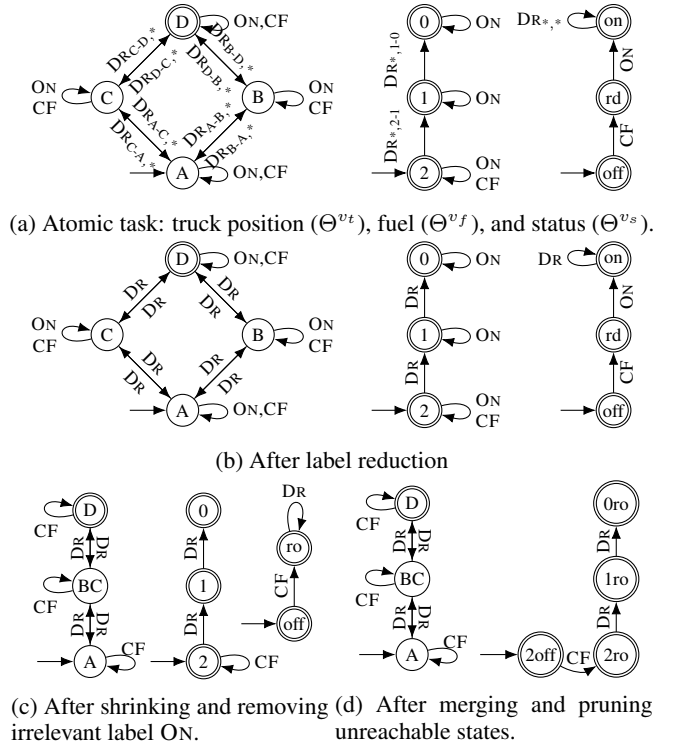 D
ON,CF
DRC-D,*
DRD-C,*
DRB-D,*
DRD-B,*
ON
CF
C
B
ON
CF
DRA-C,*
DRC-A,*
DRA-B,*
DRB-A,*
A
ON,CF
0
ON
DR*,1-0
1
ON
DR*,2-1
2
ON
CF
DR*,*
on
ON
rd
CF
off
(a) Atomic task: truck position (Θ^vt), fuel (Θ^vf), and status (Θ^vs).
D
ON,CF
DR
DR
DR
DR
ON
CF
C
B
ON
CF
DR
DR
DR
DR
A
ON,CF
0
ON
DR
1
ON
DR
2
ON
CF
DR
on
ON
rd
CF
off
(b) After label reduction
D
CF
DR
DR
BC
CF
DR
DR
A
CF
0
DR
1
DR
2
CF
DR
ro
CF
off
D
CF
DR
DR
BC
CF
DR
DR
A
CF
0ro
DR
1ro
DR
2off
CF
2ro
(c) After shrinking and removing
irrelevant label ON.
(d) After merging and pruning
unreachable states.